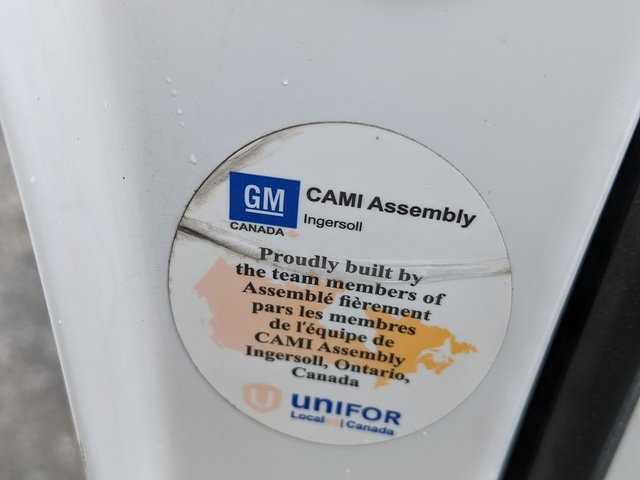 GM
CANADA
CAMI Assembly
Ingersoll
Proudly built by
the team members of
Assemblé fièrement
pars les membres
de l'équipe de
CAMI Assembly
Ingersoll, Ontario,
Canada
UNIFOR
Local | Canada